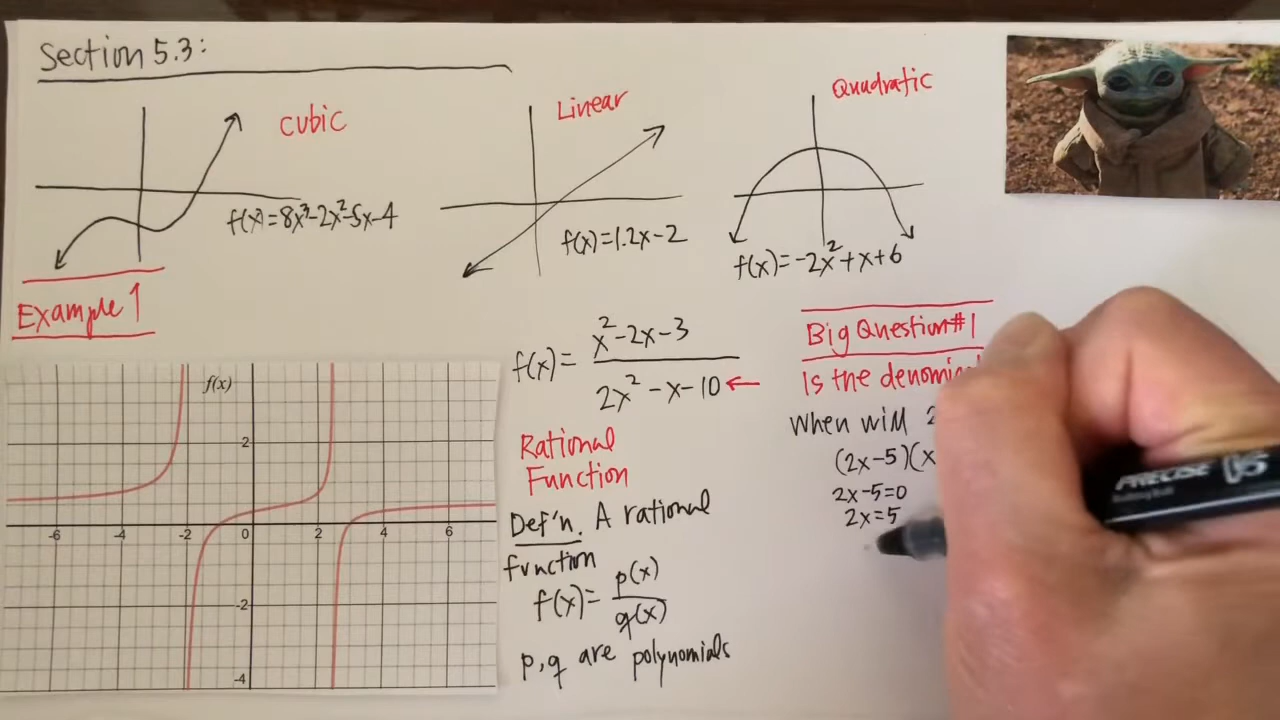 Section 5.3:
Cubic
f(x)=8x³-2x²-5x-4
Linear
f(x)=1.2x-2
Quadratic
f(x)=-2x²+x+6
Example 1
f(x)
2
-6 -4 -2 0 2 4 6
-2
-4
f(x)= x²-2x-3
2x²-x-10 ←
Rational
Function
Def'n. A rational
function
f(x)= p(x)
q(x)
p,q are polynomials
Big Question#1
Is the
When will
(2x-5)(x
2x-5=0
2x=5
PRECISE V5